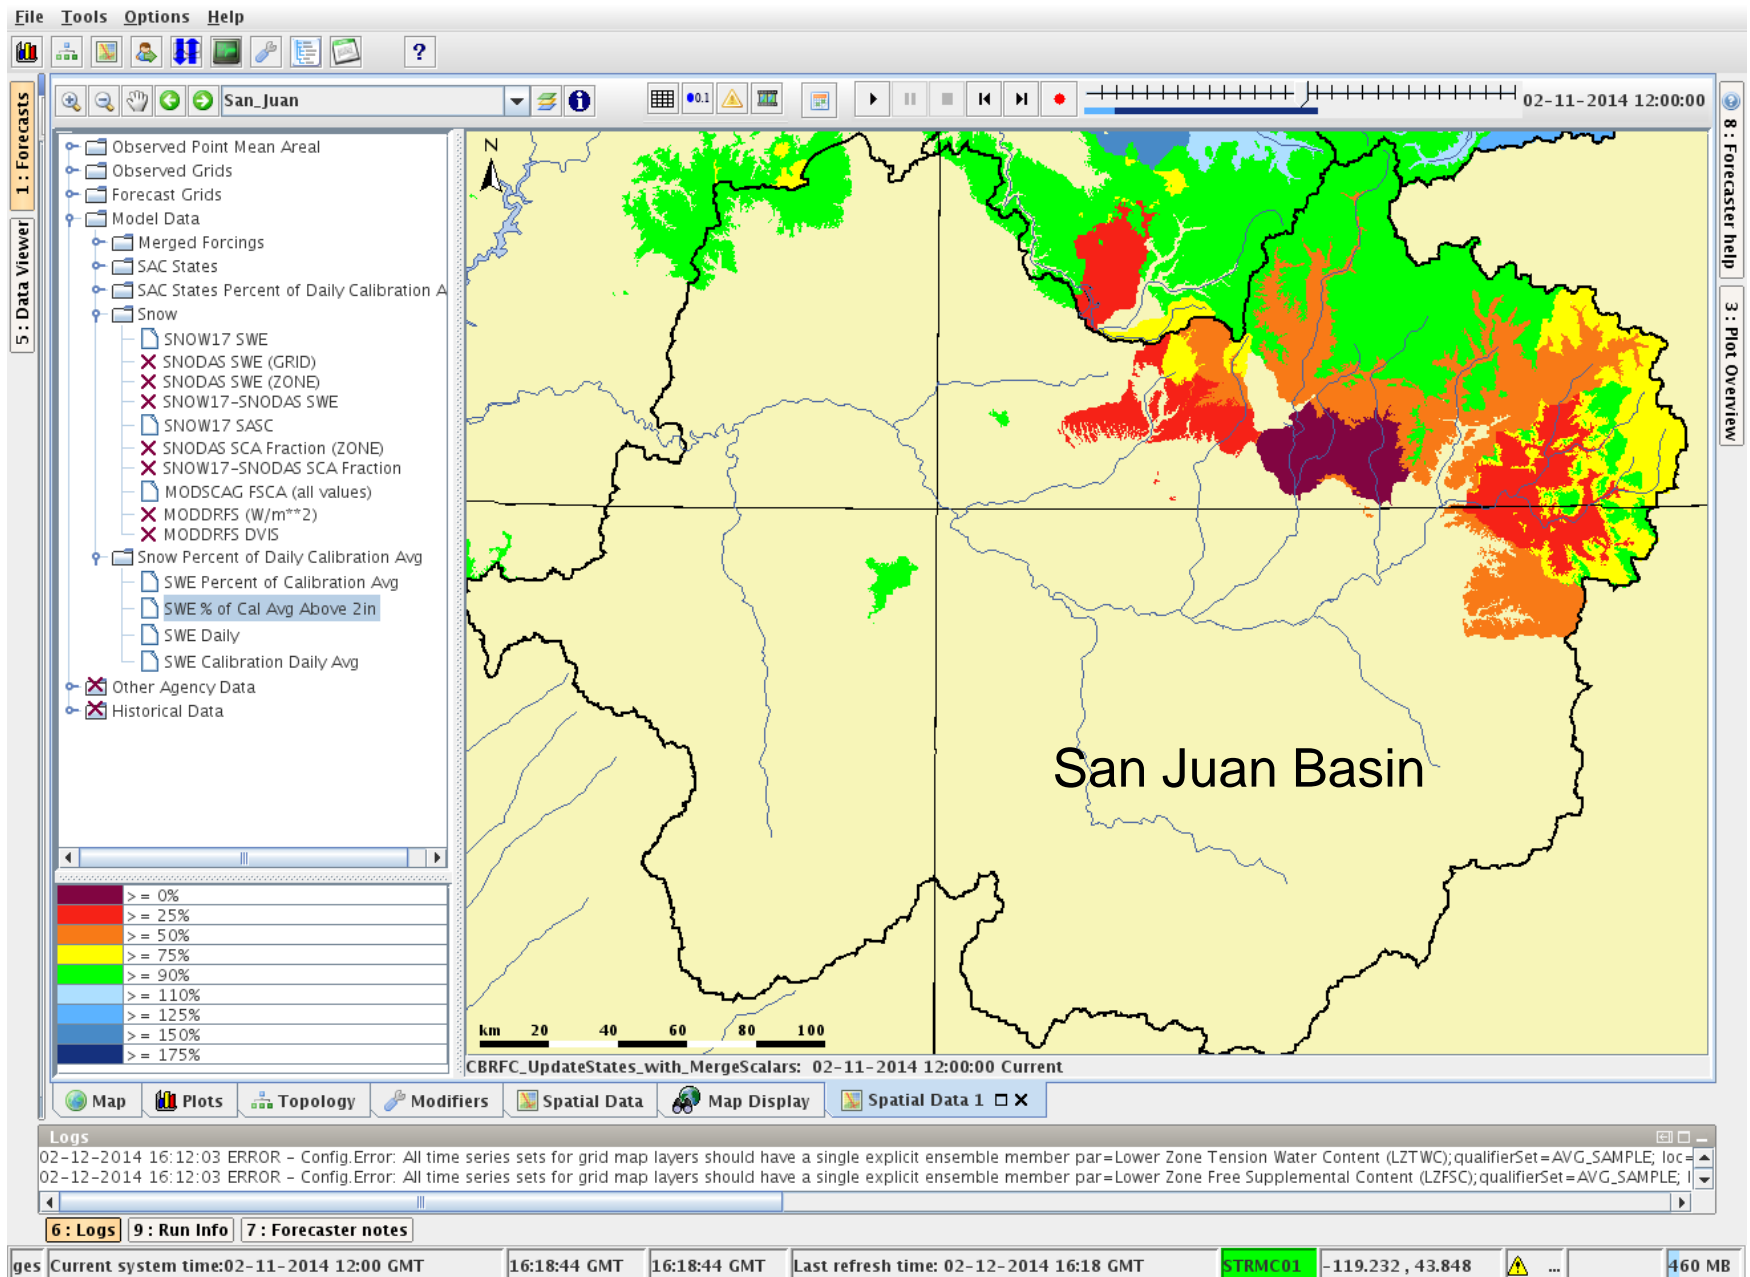 File Tools Options Help
?
San_Juan
0.1
02-11-2014 12:00:00
1 : Forecasts
5 : Data Viewer
8 : Forecaster help
3 : Plot Overview
Observed Point Mean Areal
Observed Grids
Forecast Grids
Model Data
Merged Forcings
SAC States
SAC States Percent of Daily Calibration A
Snow
SNOW17 SWE
SNODAS SWE (GRID)
SNODAS SWE (ZONE)
SNOW17-SNODAS SWE
SNOW17 SASC
SNODAS SCA Fraction (ZONE)
SNOW17-SNODAS SCA Fraction
MODSCAG FSCA (all values)
MODDRFS (W/m**2)
MODDRFS DVIS
Snow Percent of Daily Calibration Avg
SWE Percent of Calibration Avg
SWE % of Cal Avg Above 2in
SWE Daily
SWE Calibration Daily Avg
Other Agency Data
Historical Data
>= 0%
>= 25%
>= 50%
>= 75%
>= 90%
>= 110%
>= 125%
>= 150%
>= 175%
N
San Juan Basin
km 20 40 60 80 100
CBRFC_UpdateStates_with_MergeScalars: 02-11-2014 12:00:00 Current
Map Plots Topology Modifiers Spatial Data Map Display Spatial Data 1
Logs
02-12-2014 16:12:03 ERROR - Config.Error: All time series sets for grid map layers should have a single explicit ensemble member par=Lower Zone Tension Water Content (LZTWC);qualifierSet=AVG_SAMPLE; loc=
02-12-2014 16:12:03 ERROR - Config.Error: All time series sets for grid map layers should have a single explicit ensemble member par=Lower Zone Free Supplemental Content (LZFSC);qualifierSet=AVG_SAMPLE; l
6 : Logs 9 : Run Info 7 : Forecaster notes
ges Current system time:02-11-2014 12:00 GMT 16:18:44 GMT 16:18:44 GMT Last refresh time: 02-12-2014 16:18 GMT STRMC01 -119.232 , 43.848 ... 460 MB